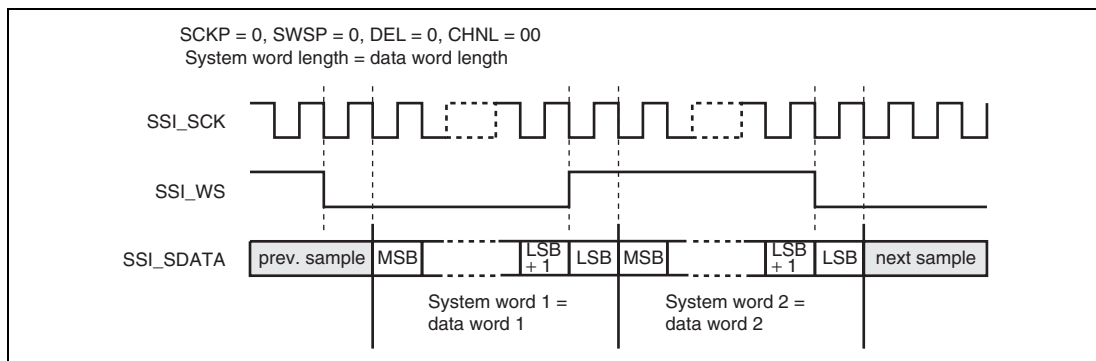 SCKP = 0, SWSP = 0, DEL = 0, CHNL = 00
System word length = data word length
SSI_SCK
SSI_WS
SSI_SDATA
prev. sample
MSB
LSB
+ 1
LSB
MSB
LSB
+ 1
LSB
next sample
System word 1 =
data word 1
System word 2 =
data word 2